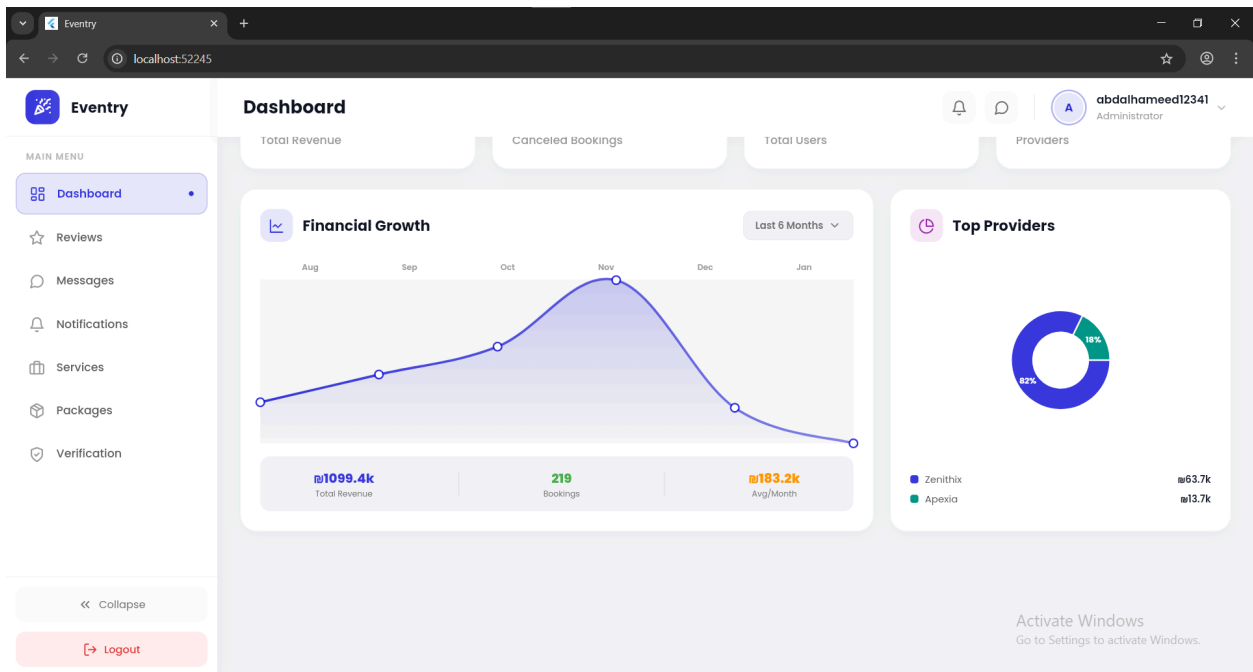 Eventry
localhost:52245
Eventry
Dashboard
abdalhameed12341
Administrator
A
MAIN MENU
Dashboard
Reviews
Messages
Notifications
Services
Packages
Verification
Collapse
Logout
Total Revenue
Canceled Bookings
Total Users
Providers
Financial Growth
Last 6 Months
Aug Sep Oct Nov Dec Jan
₪1099.4k
Total Revenue
219
Bookings
₪183.2k
Avg/Month
Top Providers
18%
82%
Zenithix ₪63.7k
Apexia ₪13.7k
Activate Windows
Go to Settings to activate Windows.